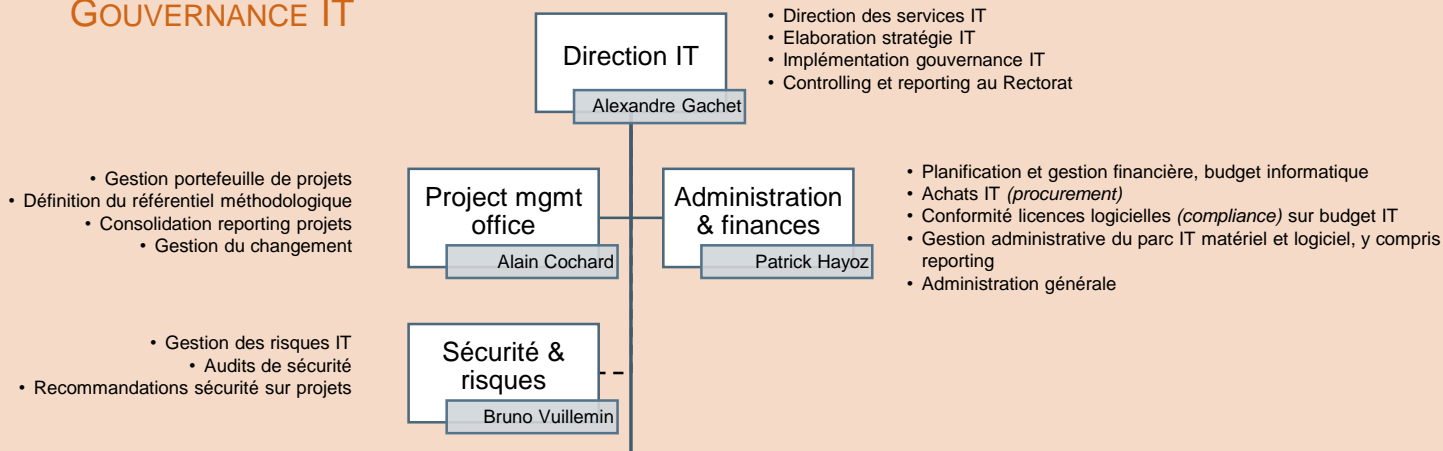 GOUVERNANCE IT
Direction IT
Alexandre Gachet
• Direction des services IT
• Elaboration stratégie IT
• Implémentation gouvernance IT
• Controlling et reporting au Rectorat
• Gestion portefeuille de projets
• Définition du référentiel méthodologique
• Consolidation reporting projets
• Gestion du changement
Project mgmt
office
Alain Cochard
Administration
& finances
Patrick Hayoz
• Planification et gestion financière, budget informatique
• Achats IT (procurement)
• Conformité licences logicielles (compliance) sur budget IT
• Gestion administrative du parc IT matériel et logiciel, y compris
reporting
• Administration générale
• Gestion des risques IT
• Audits de sécurité
• Recommandations sécurité sur projets
Sécurité &
risques
Bruno Vuillemin